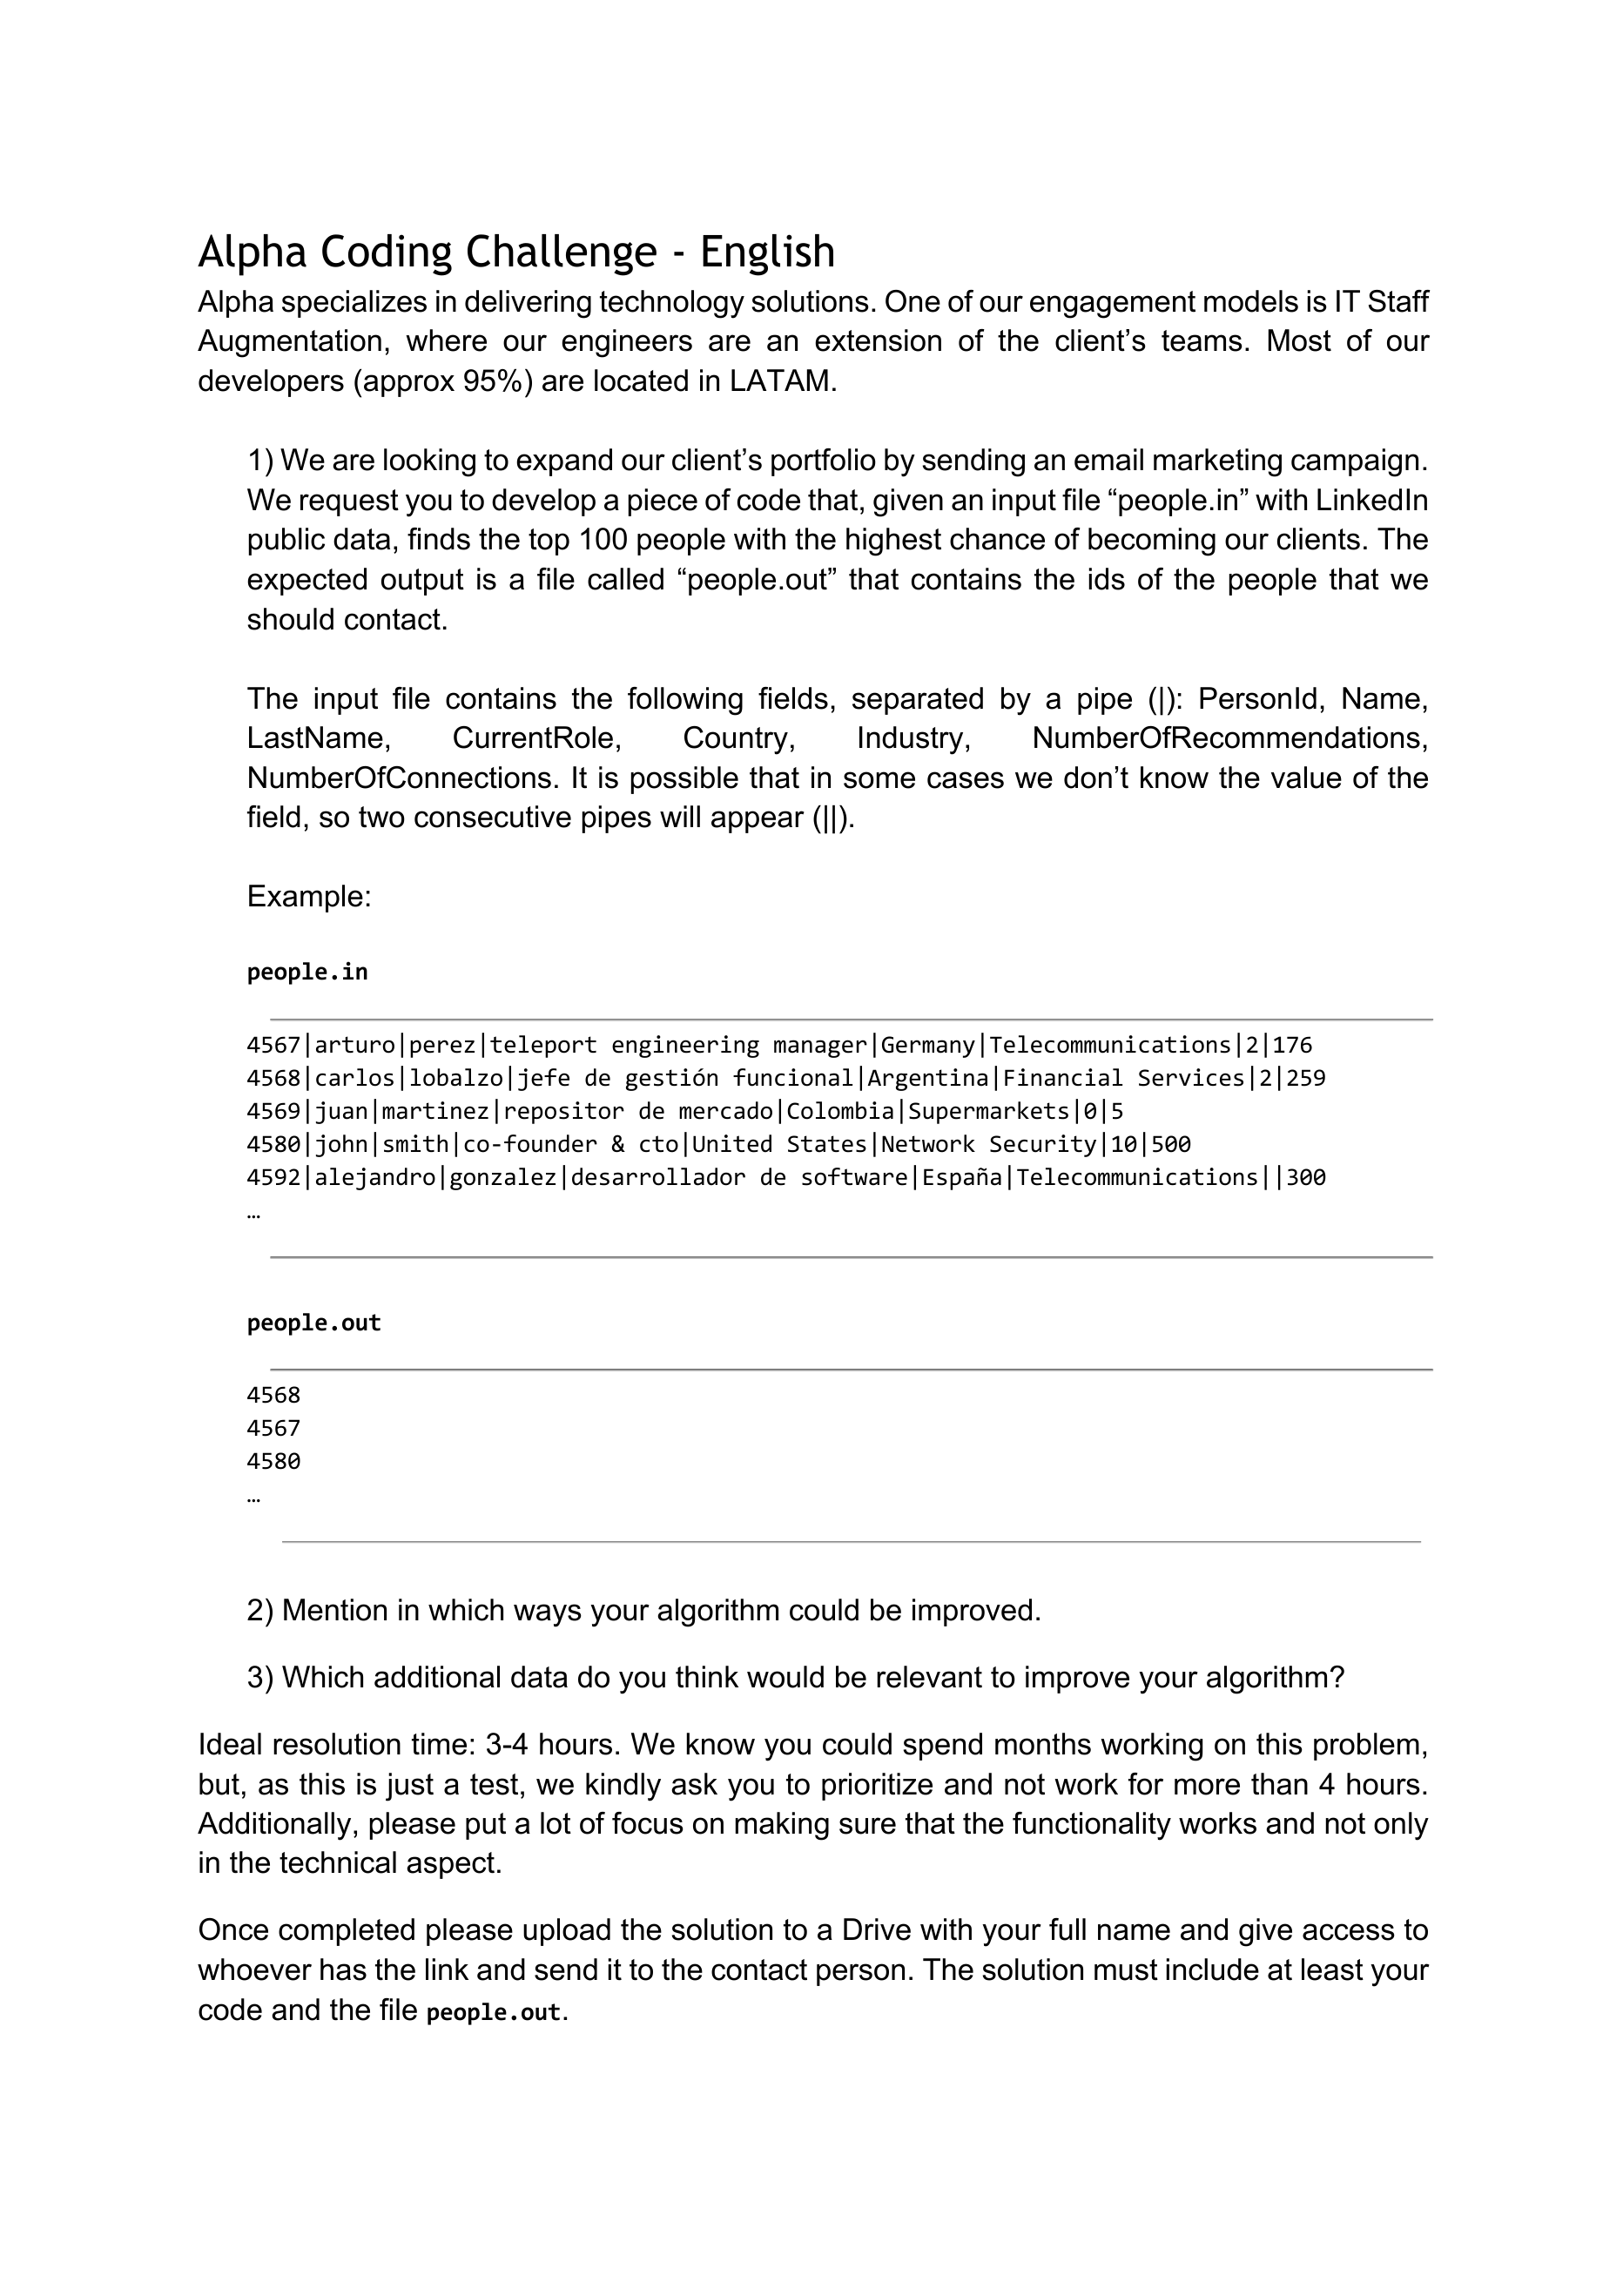 Alpha Coding Challenge - English
Alpha specializes in delivering technology solutions. One of our engagement models is IT Staff
Augmentation, where our engineers are an extension of the client’s teams. Most of our
developers (approx 95%) are located in LATAM.
1) We are looking to expand our client’s portfolio by sending an email marketing campaign.
We request you to develop a piece of code that, given an input file “people.in” with LinkedIn
public data, finds the top 100 people with the highest chance of becoming our clients. The
expected output is a file called “people.out” that contains the ids of the people that we
should contact.
The input file contains the following fields, separated by a pipe (|): PersonId, Name,
LastName, CurrentRole, Country, Industry, NumberOfRecommendations,
NumberOfConnections. It is possible that in some cases we don’t know the value of the
field, so two consecutive pipes will appear (||).
Example:
people.in
4567|arturo|perez|teleport engineering manager|Germany|Telecommunications|2|176
4568|carlos|lobalzo|jefe de gestión funcional|Argentina|Financial Services|2|259
4569|juan|martinez|repositor de mercado|Colombia|Supermarkets|0|5
4580|john|smith|co-founder & cto|United States|Network Security|10|500
4592|alejandro|gonzalez|desarrollador de software|España|Telecommunications||300
…
people.out
4568
4567
4580
…
2) Mention in which ways your algorithm could be improved.
3) Which additional data do you think would be relevant to improve your algorithm?
Ideal resolution time: 3-4 hours. We know you could spend months working on this problem,
but, as this is just a test, we kindly ask you to prioritize and not work for more than 4 hours.
Additionally, please put a lot of focus on making sure that the functionality works and not only
in the technical aspect.
Once completed please upload the solution to a Drive with your full name and give access to
whoever has the link and send it to the contact person. The solution must include at least your
code and the file people.out.